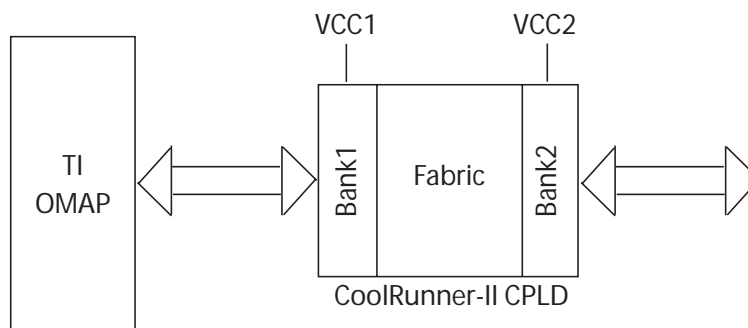 VCC1
VCC2
TI
OMAP
Bank1
Fabric
Bank2
CoolRunner-II CPLD